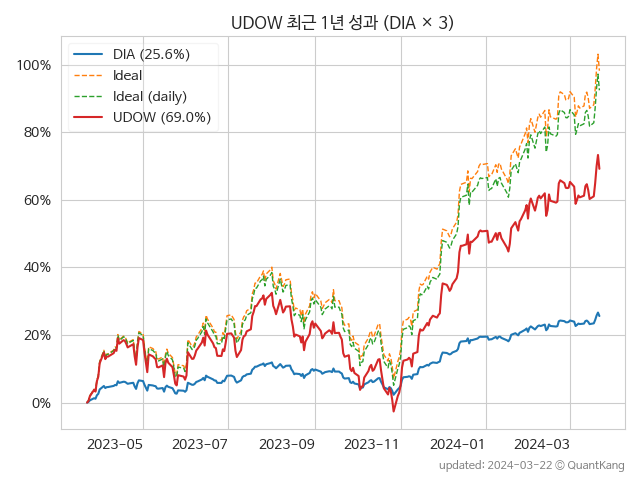 UDOW 최근 1년 성과 (DIA × 3)
DIA (25.6%)
Ideal
Ideal (daily)
UDOW (69.0%)
100%
80%
60%
40%
20%
0%
2023-05 2023-07 2023-09 2023-11 2024-01 2024-03
updated: 2024-03-22 © QuantKang